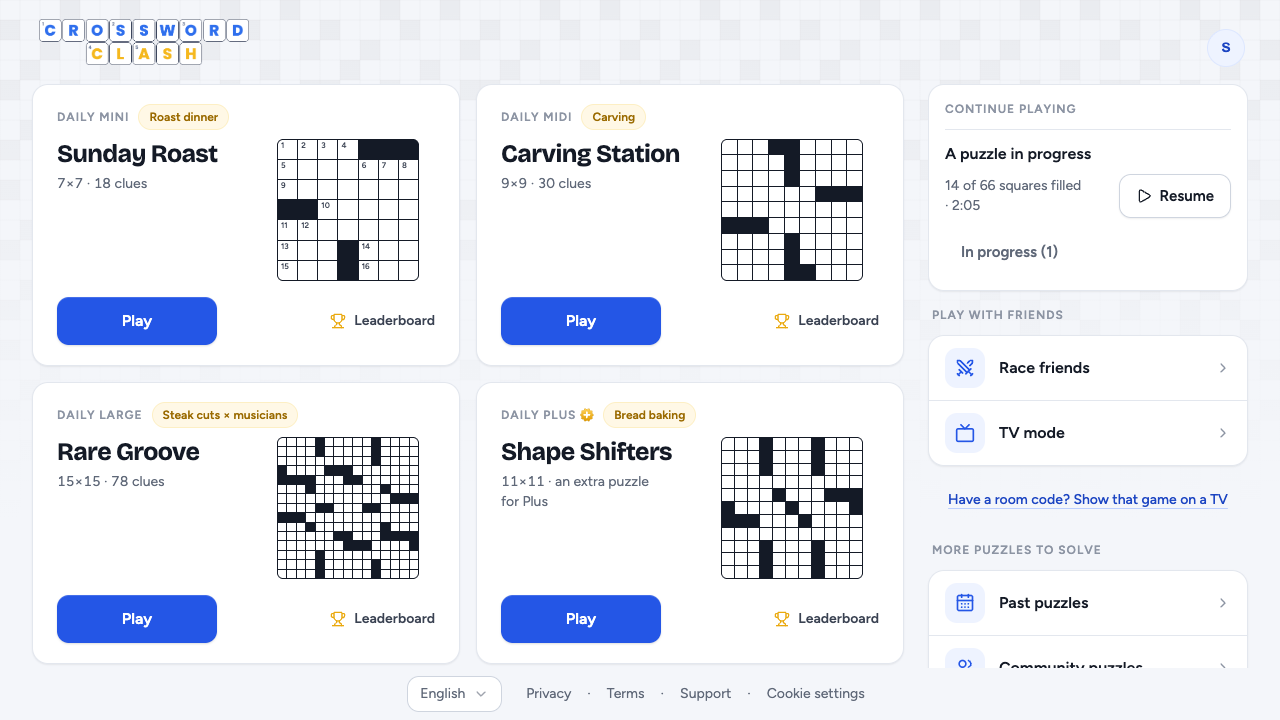 CROSSWORD
CLASH
S
DAILY MINI Roast dinner
Sunday Roast
7×7 · 18 clues
1 2 3 4
5 6 7 8
9
10
11 12
13 14
15 16
Play
Leaderboard
DAILY MIDI Carving
Carving Station
9×9 · 30 clues
Play
Leaderboard
DAILY LARGE Steak cuts × musicians
Rare Groove
15×15 · 78 clues
Play
Leaderboard
DAILY PLUS Bread baking
Shape Shifters
11×11 · an extra puzzle
for Plus
Play
Leaderboard
CONTINUE PLAYING
A puzzle in progress
14 of 66 squares filled
· 2:05
Resume
In progress (1)
PLAY WITH FRIENDS
Race friends
TV mode
Have a room code? Show that game on a TV
MORE PUZZLES TO SOLVE
Past puzzles
Community puzzles
English Privacy · Terms · Support · Cookie settings